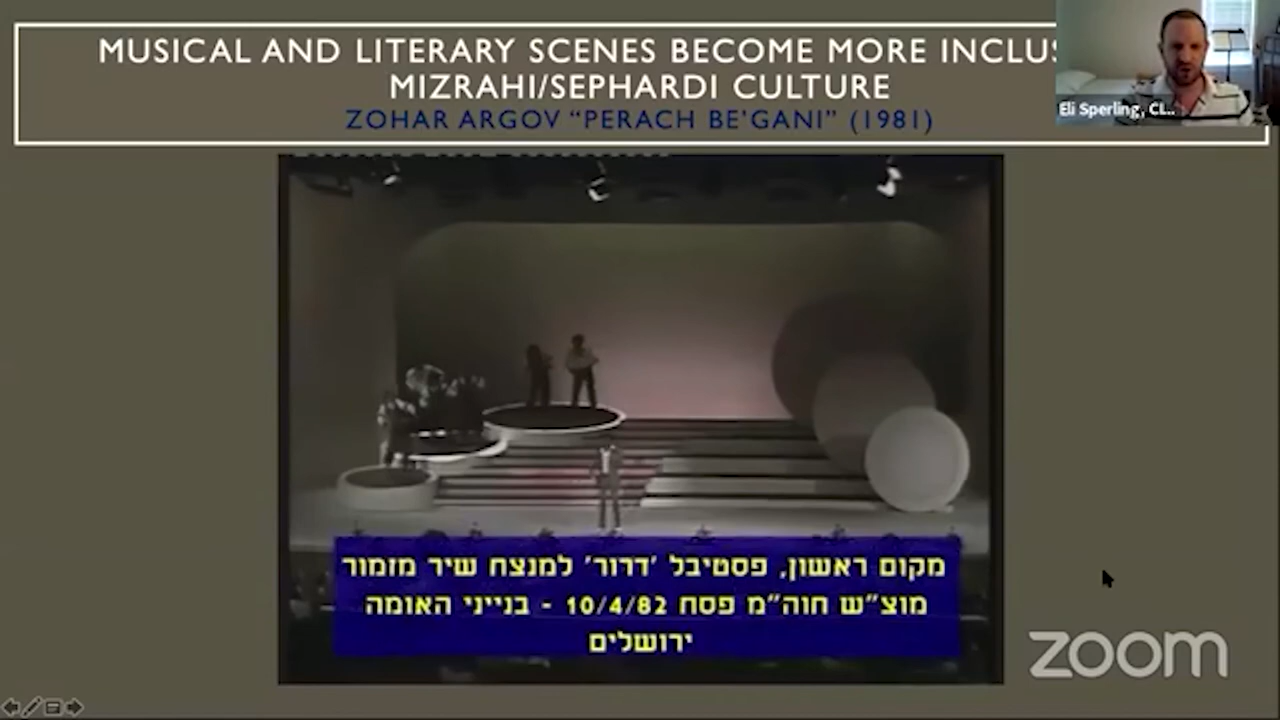 MUSICAL AND LITERARY SCENES BECOME MORE
MIZRAHI/SEPHARDI CULTURE
ZOHAR ARGOV “PERACH BE’GANI” (1981)
Eli Sperling, CL...
מקום ראשון, פסטיבל 'דרור' למנצח שיר מזמור
מוצ"ש חוה"מ פסח 10/4/82 - בנייני האומה
ירושלים
zoom